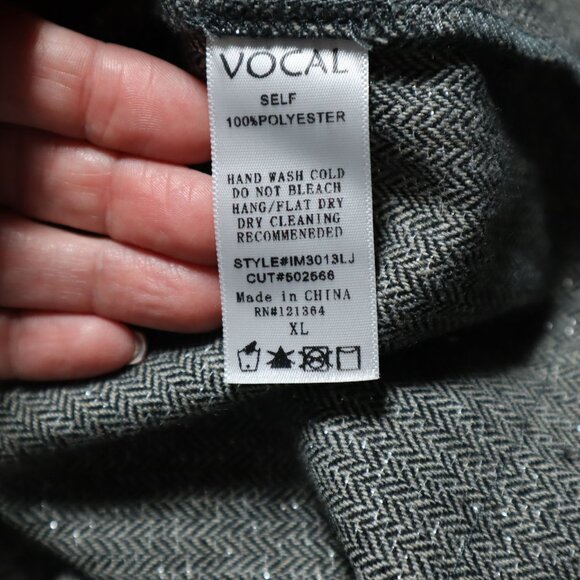 VOCAL
SELF
100%POLYESTER
HAND WASH COLD
DO NOT BLEACH
HANG/FLAT DRY
DRY CLEANING
RECOMMENEDED
STYLE#IM3013LJ
CUT#502566
Made in CHINA
RN#121364
XL